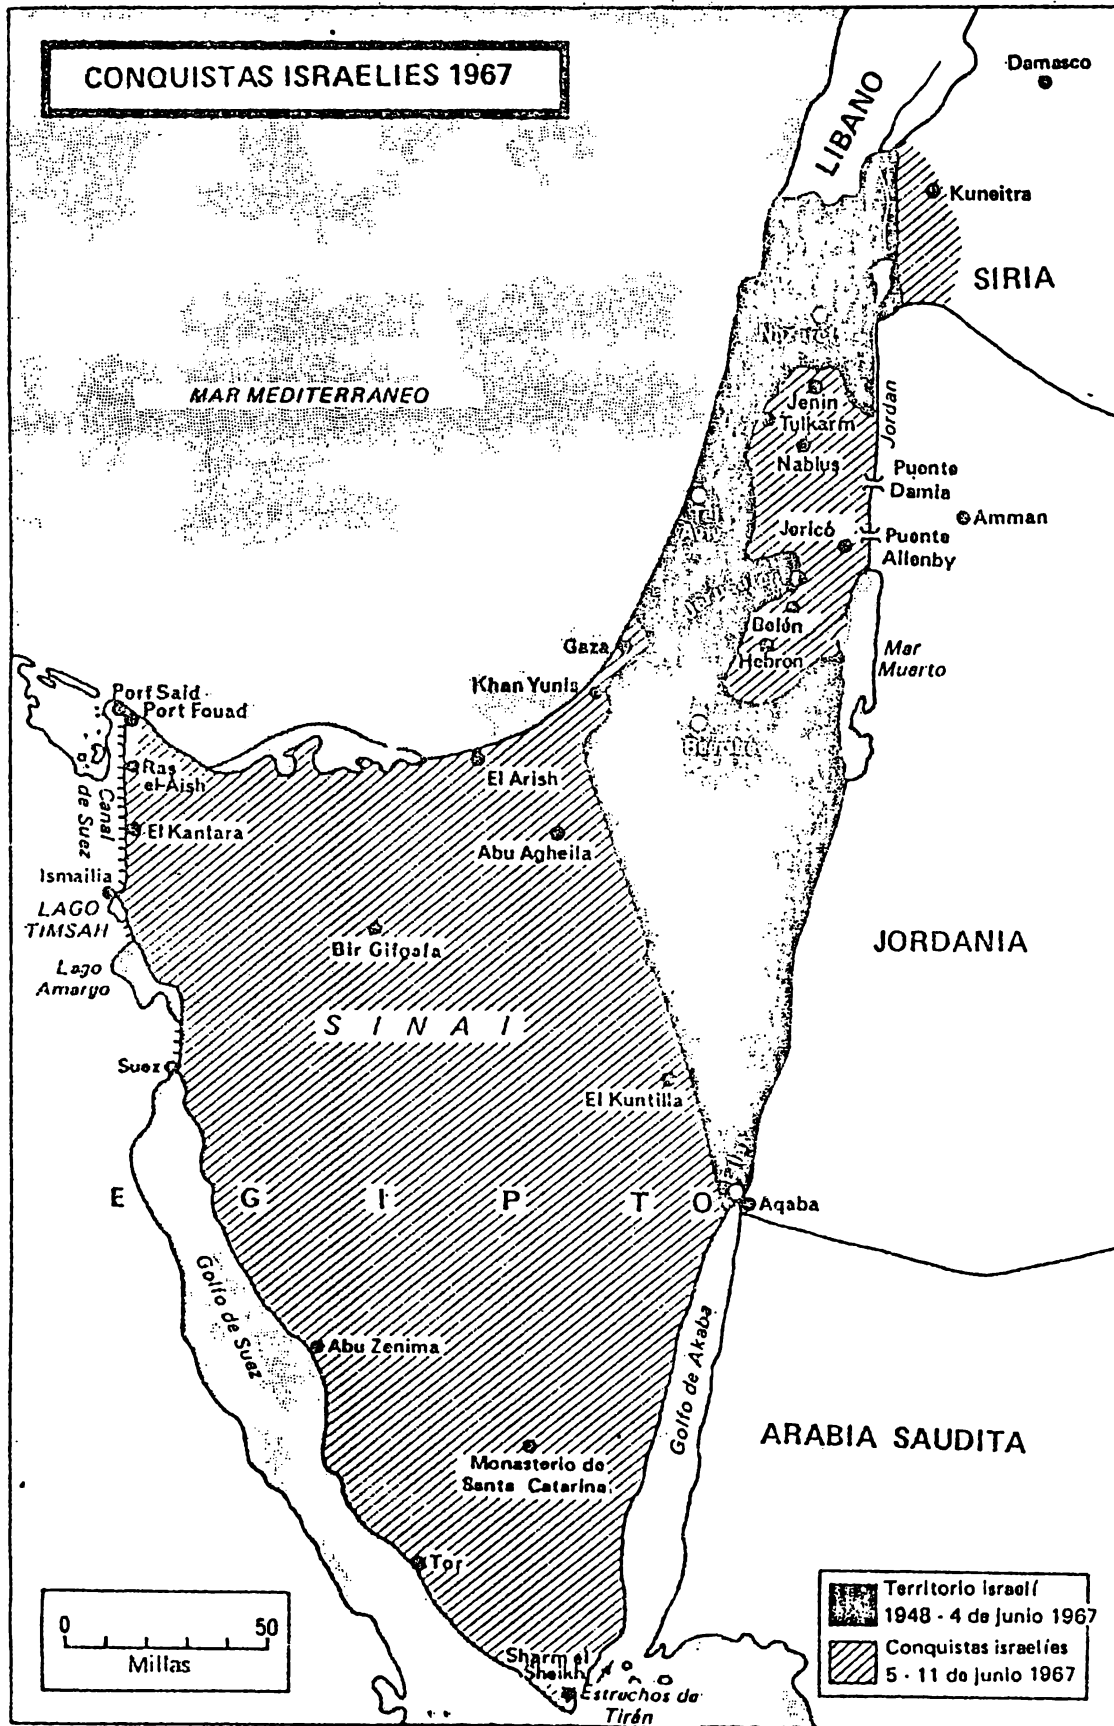 CONQUISTAS ISRAELIES 1967
Damasco
LIBANO
Kuneitra
SIRIA
MAR MEDITERRANEO
Jenin
Tulkarm
Nablus
Jordan
Puente
Damia
Amman
Jericó
Puente
Allenby
Belén
Hebron
Mar
Muerto
Gaza
Khan Yunis
Port Said
Port Fouad
Ras
el-Aish
Canal
de Suez
El Kantara
El Arish
Abu Agheila
Ismailia
LAGO
TIMSAH
Lago
Amargo
Bir Gifgafa
JORDANIA
SINAI
Suez
El Kuntilla
EGIPTO
Aqaba
Golfo de Suez
Abu Zenima
Golfo de Akaba
ARABIA SAUDITA
Monasterio de
Santa Catarina
Tor
0 50
Millas
Sharm el
Sheikh
Estrechos de
Tirán
Territorio israelí
1948 - 4 de junio 1967
Conquistas israelíes
5 - 11 de junio 1967